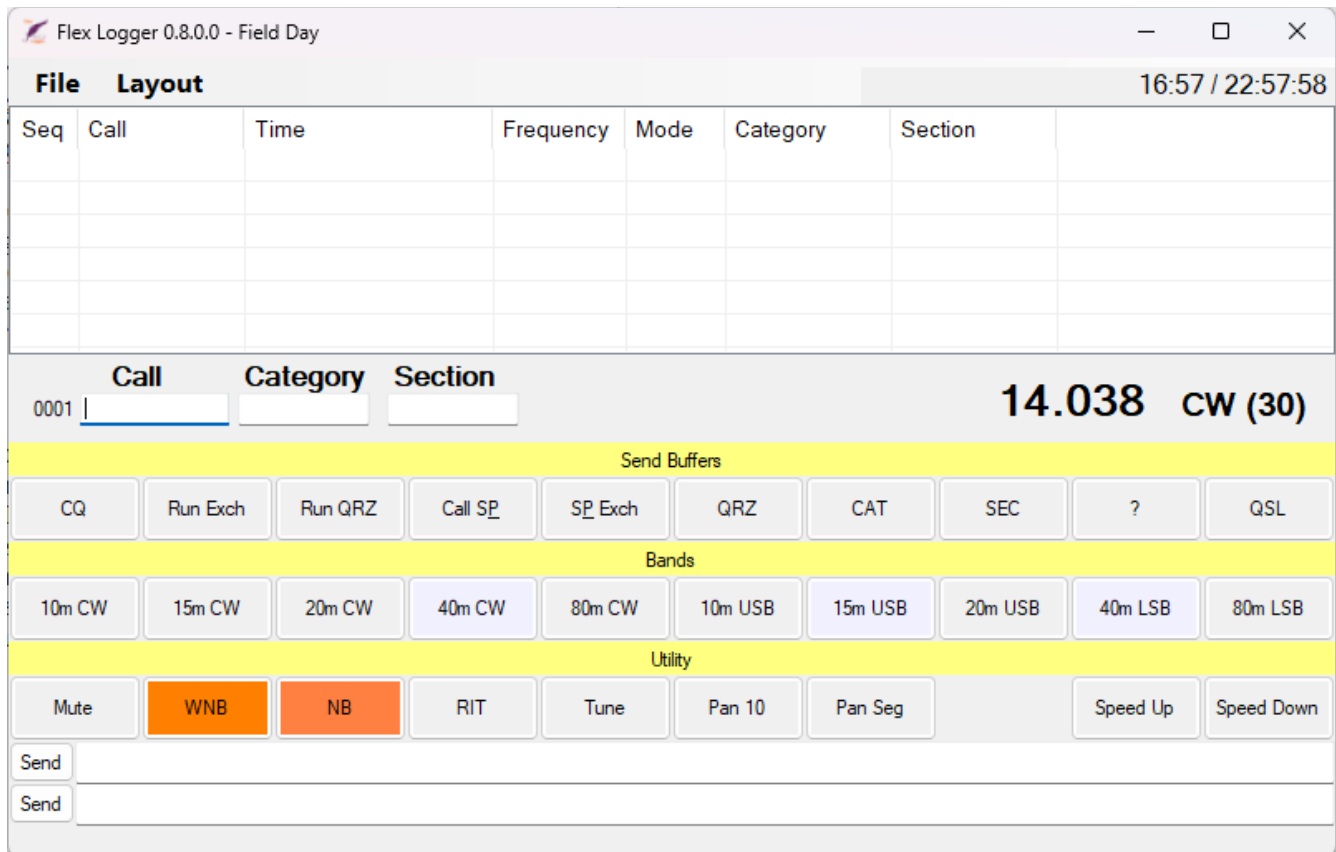 Flex Logger 0.8.0.0 - Field Day
File Layout 16:57 / 22:57:58
Seq Call Time Frequency Mode Category Section
Call Category Section
0001 14.038 CW (30)
Send Buffers
CQ Run Exch Run QRZ Call SP SP Exch QRZ CAT SEC ? QSL
Bands
10m CW 15m CW 20m CW 40m CW 80m CW 10m USB 15m USB 20m USB 40m LSB 80m LSB
Utility
Mute WNB NB RIT Tune Pan 10 Pan Seg Speed Up Speed Down
Send
Send